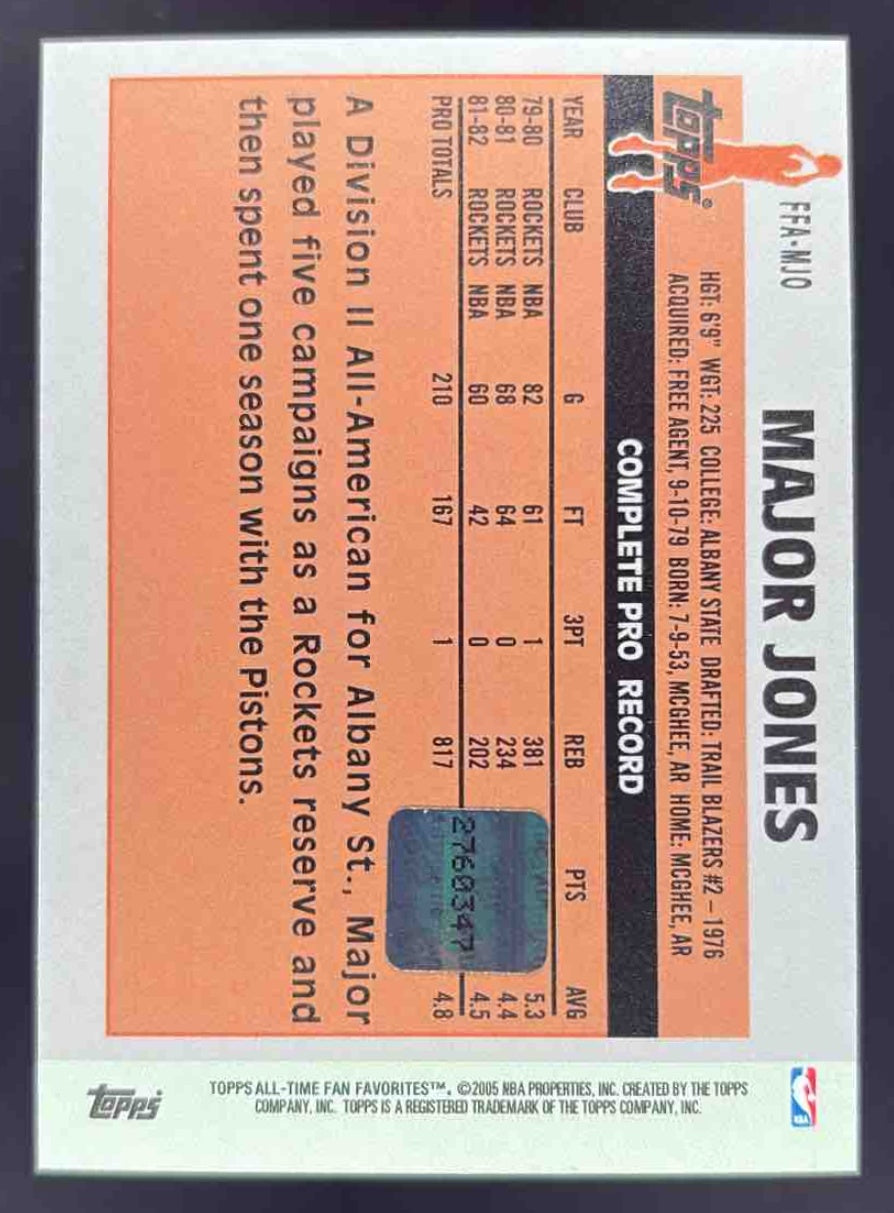 topps®
FFA-MJO
MAJOR JONES
HGT: 6'9" WGT: 225 COLLEGE: ALBANY STATE DRAFTED: TRAIL BLAZERS #2 – 1976
ACQUIRED: FREE AGENT, 9-10-79 BORN: 7-9-53, MCGHEE, AR HOME: MCGHEE, AR
COMPLETE PRO RECORD
YEAR CLUB G FT 3PT REB PTS AVG
79-80 ROCKETS NBA 82 61 1 381 5.3
80-81 ROCKETS NBA 68 64 0 234 4.4
81-82 ROCKETS NBA 60 42 0 202 4.5
PRO TOTALS 210 167 1 817 4.8
2760347
A Division II All-American for Albany St., Major
played five campaigns as a Rockets reserve and
then spent one season with the Pistons.
NBA
TOPPS ALL-TIME FAN FAVORITES™. ©2005 NBA PROPERTIES, INC. CREATED BY THE TOPPS
COMPANY, INC. TOPPS IS A REGISTERED TRADEMARK OF THE TOPPS COMPANY, INC.
topps